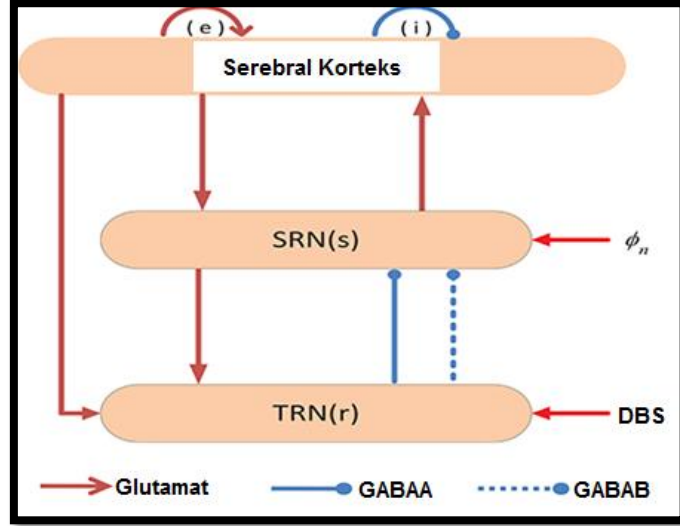 (e)
(i)
Serebral Korteks
SRN(s)
ϕn
TRN(r)
DBS
Glutamat
GABAA
GABAB